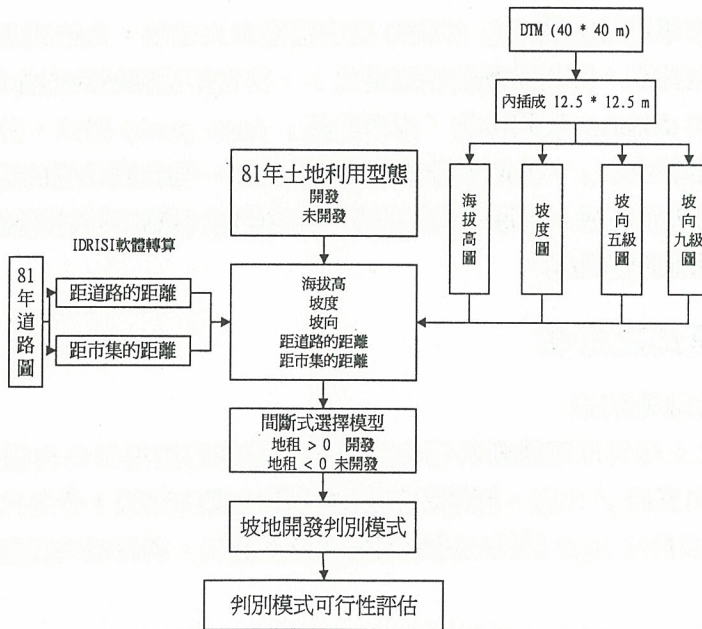 DTM (40 * 40 m)
內插成 12.5 * 12.5 m
81年土地利用型態
開發
未開發
海拔高圖
坡度圖
坡向五級圖
坡向九級圖
IDRISI軟體轉算
81年道路圖
距道路的距離
距市集的距離
海拔高
坡度
坡向
距道路的距離
距市集的距離
間斷式選擇模型
地租 > 0 開發
地租 < 0 未開發
坡地開發判別模式
判別模式可行性評估